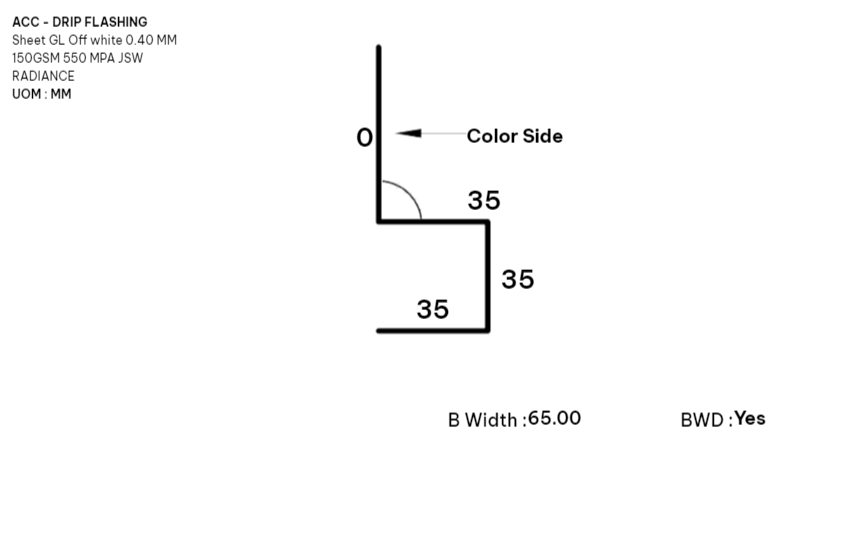 ACC - DRIP FLASHING
Sheet GL Off white 0.40 MM
150GSM 550 MPA JSW
RADIANCE
UOM : MM
0
Color Side
35
35
35
B Width :65.00
BWD :Yes